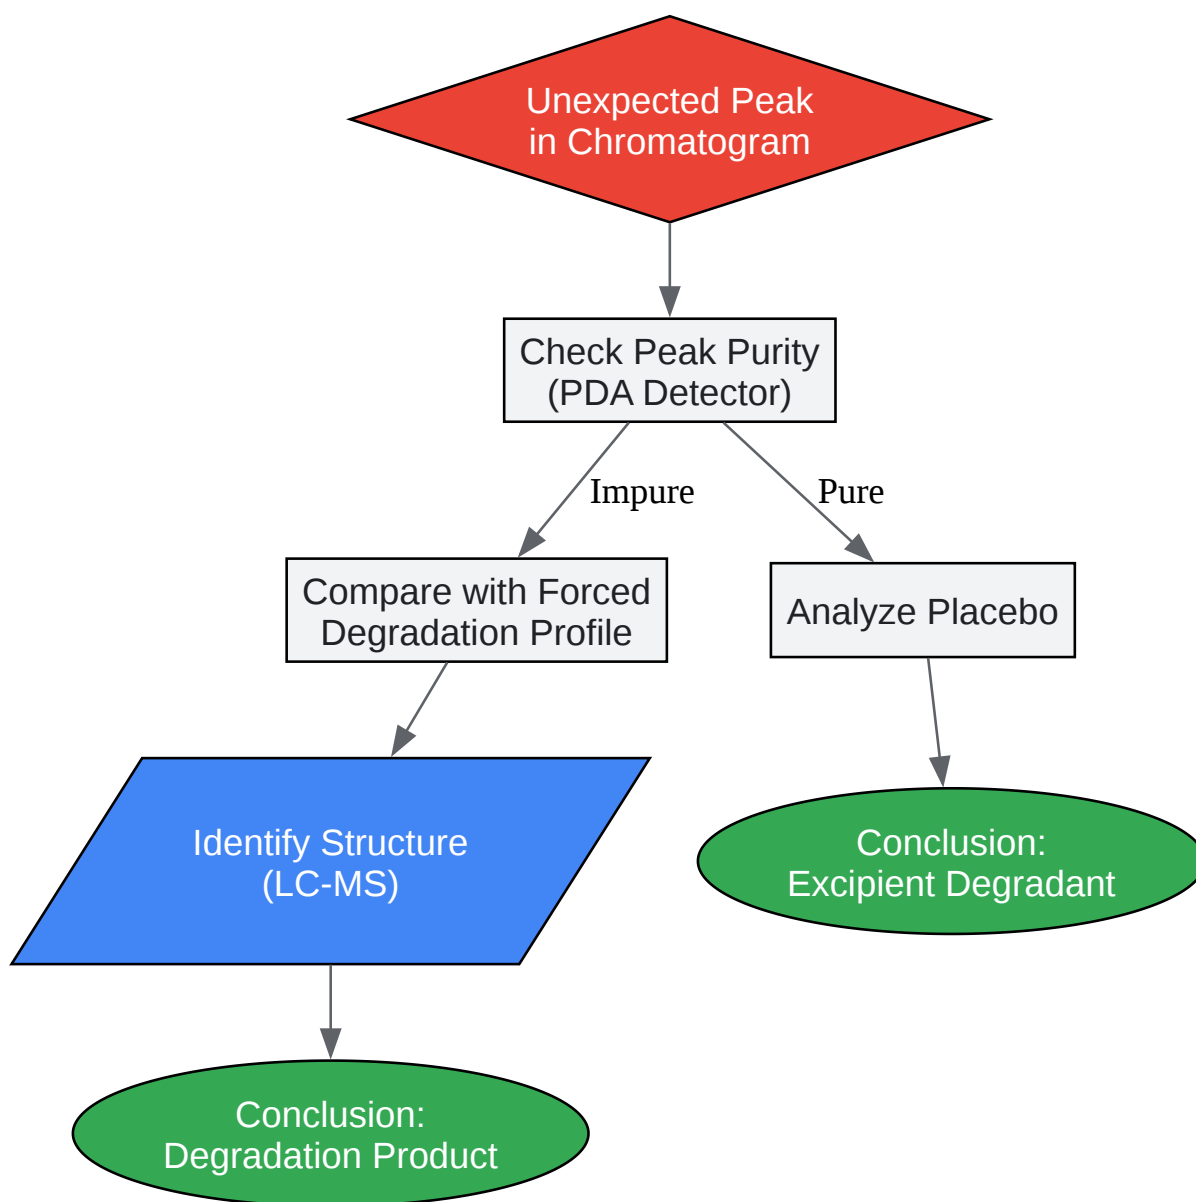 Unexpected Peak
in Chromatogram
Check Peak Purity
(PDA Detector)
Impure
Pure
Compare with Forced
Degradation Profile
Analyze Placebo
Identify Structure
(LC-MS)
Conclusion:
Excipient Degradant
Conclusion:
Degradation Product